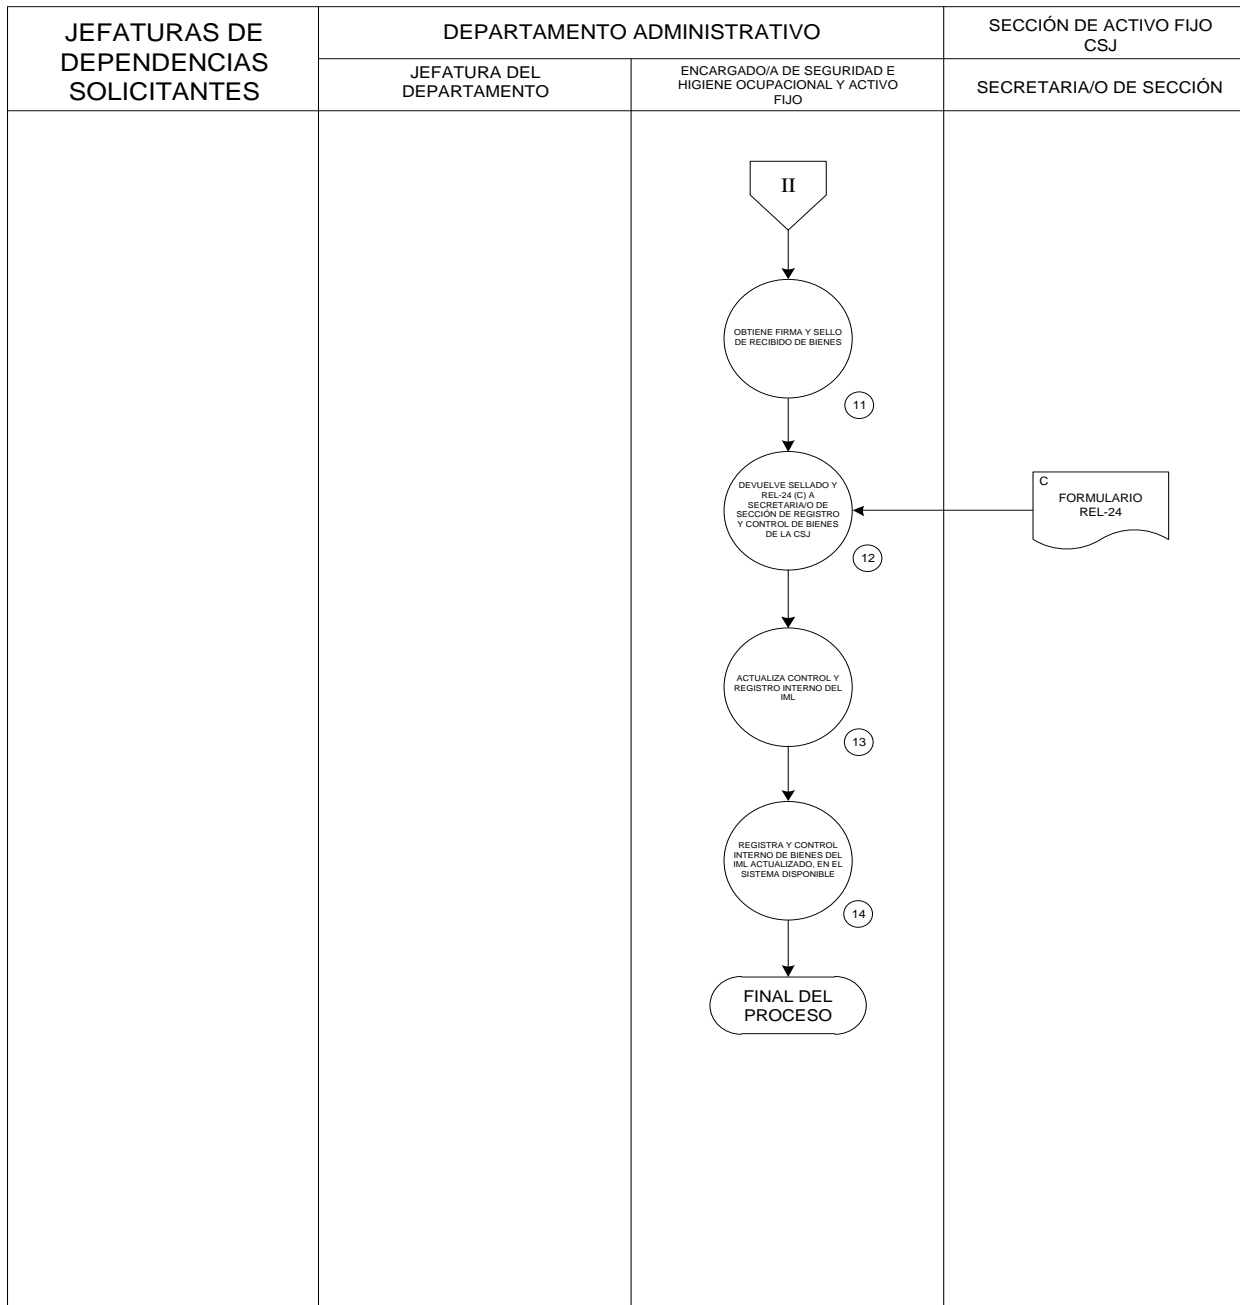 JEFATURAS DE
DEPENDENCIAS
SOLICITANTES
DEPARTAMENTO ADMINISTRATIVO
SECCIÓN DE ACTIVO FIJO
CSJ
JEFATURA DEL
DEPARTAMENTO
ENCARGADO/A DE SEGURIDAD E
HIGIENE OCUPACIONAL Y ACTIVO
FIJO
SECRETARIA/O DE SECCIÓN
II
OBTIENE FIRMA Y SELLO
DE RECIBIDO DE BIENES
11
DEVUELVE SELLADO Y
REL-24 (C) A
SECRETARIA/O DE
SECCIÓN DE REGISTRO
Y CONTROL DE BIENES
DE LA CSJ
12
C
FORMULARIO
REL-24
ACTUALIZA CONTROL Y
REGISTRO INTERNO DEL
IML
13
REGISTRA Y CONTROL
INTERNO DE BIENES DEL
IML ACTUALIZADO, EN EL
SISTEMA DISPONIBLE
14
FINAL DEL
PROCESO